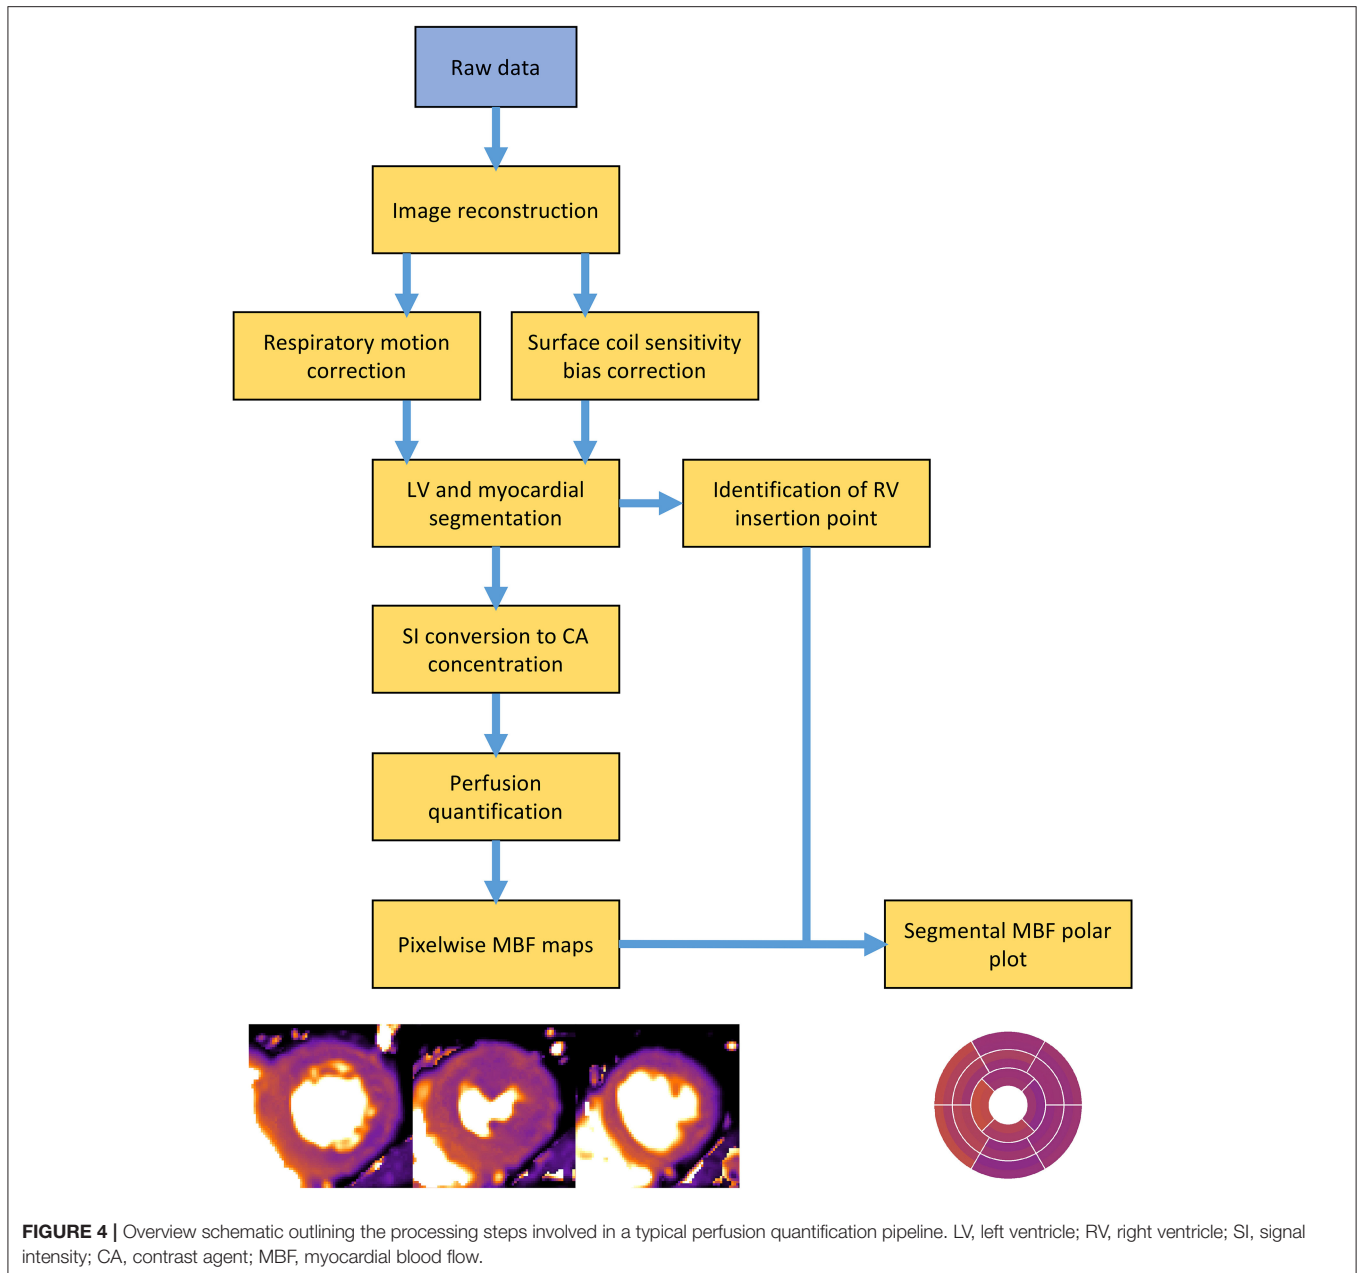 Raw data
Image reconstruction
Respiratory motion
correction
Surface coil sensitivity
bias correction
LV and myocardial
segmentation
Identification of RV
insertion point
SI conversion to CA
concentration
Perfusion
quantification
Pixelwise MBF maps
Segmental MBF polar
plot
FIGURE 4 | Overview schematic outlining the processing steps involved in a typical perfusion quantification pipeline. LV, left ventricle; RV, right ventricle; SI, signal
intensity; CA, contrast agent; MBF, myocardial blood flow.